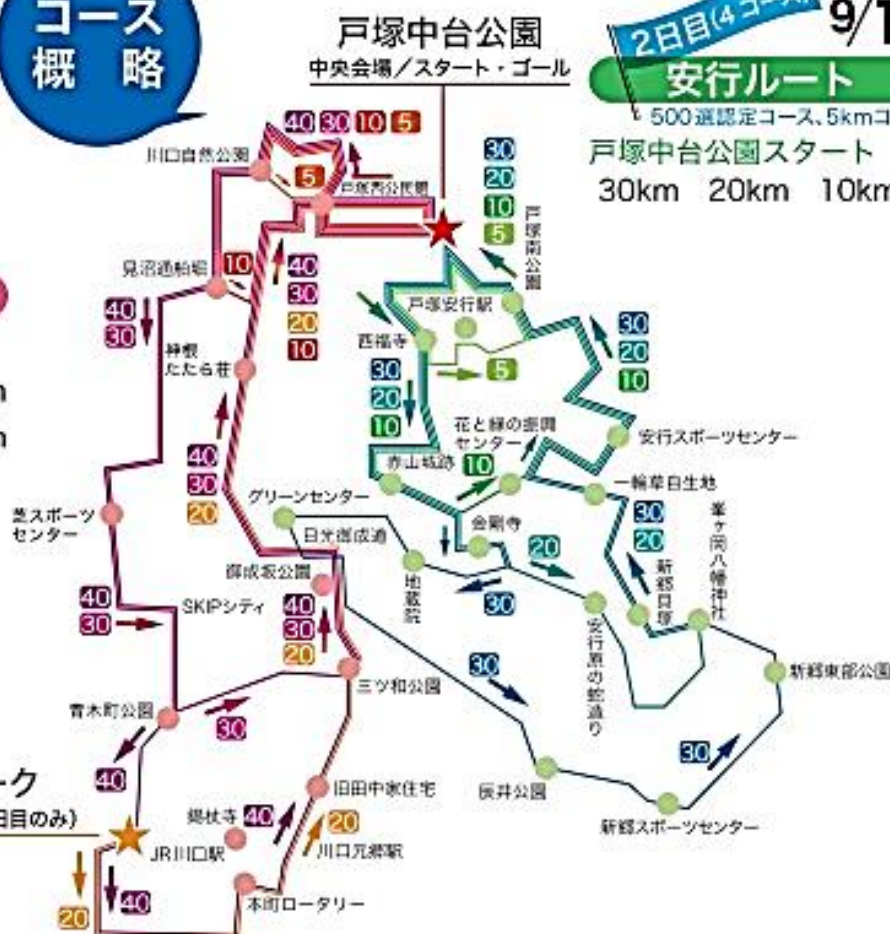 コース
概 略
戸塚中台公園
中央会場/スタート・ゴール
2日目(4コース)
9/1
安行ルート
500選認定コース、5kmコ
戸塚中台公園スタート
30km 20km 10km
40 30 10 5
川口自然公園
5
戸塚西公民館
30
20
10
5
戸塚南公園
見沼通船堀
10
40
30
20
10
40
30
神根
たたら荘
戸塚安行駅
西福寺
5
30
20
10
30
20
10
花と緑の振興
センター
安行スポーツセンター
赤山城跡
10
40
30
20
グリーンセンター
一輪草自生地
芝スポーツ
センター
日光御成道
金剛寺
20
30
20
峯ヶ岡八幡神社
新郷貝塚
御成坂公園
地蔵院
30
40
30
SKIPシティ
40
30
20
安行原の蛇造り
30
新郷東部公園
三ツ和公園
青木町公園
30
30
40
辰井公園
旧田中家住宅
ーク
日目のみ)
錫杖寺
40
20
新郷スポーツセンター
JR川口駅
川口元郷駅
20
40
本町ロータリー